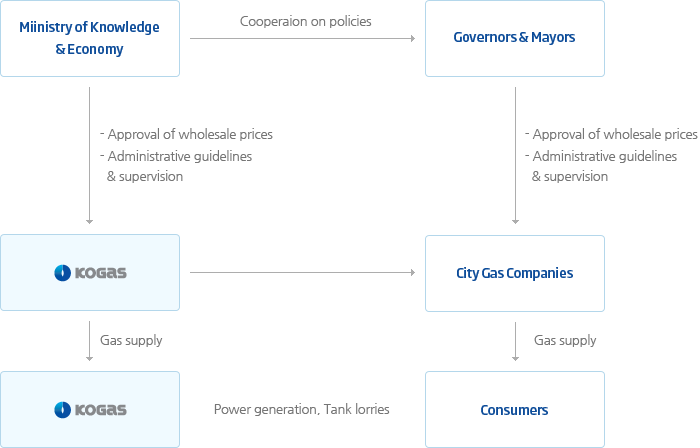 Miinistry of Knowledge
& Economy
Cooperaion on policies
Governors & Mayors
- Approval of wholesale prices
- Administrative guidelines
& supervision
- Approval of wholesale prices
- Administrative guidelines
& supervision
KOGAS
City Gas Companies
Gas supply
Gas supply
KOGAS
Power generation, Tank lorries
Consumers